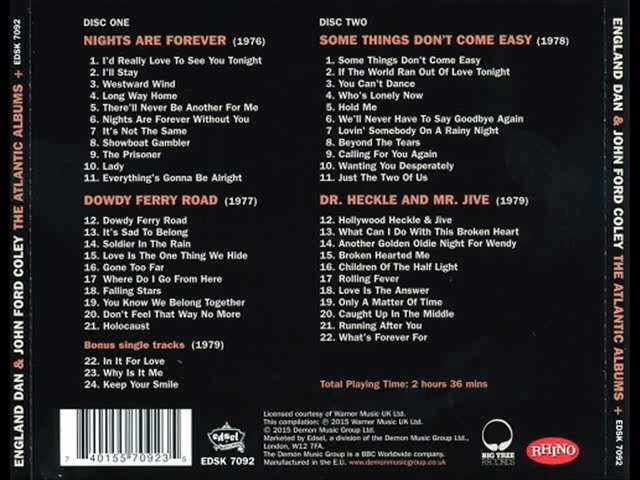 ENGLAND DAN & JOHN FORD COLEY THE ATLANTIC ALBUMS + EDSK 7092
DISC ONE
NIGHTS ARE FOREVER (1976)
1. I'd Really Love To See You Tonight
2. I'll Stay
3. Westward Wind
4. Long Way Home
5. There'll Never Be Another For Me
6. Nights Are Forever Without You
7 It's Not The Same
8. Showboat Gambler
9. The Prisoner
10. Lady
11. Everything's Gonna Be Alright
DOWDY FERRY ROAD (1977)
12. Dowdy Ferry Road
13. It's Sad To Belong
14. Soldier In The Rain
15. Love Is The One Thing We Hide
16. Gone Too Far
17 Where Do I Go From Here
18. Falling Stars
19. You Know We Belong Together
20. Don't Feel That Way No More
21. Holocaust
Bonus single tracks (1979)
22. In It For Love
23. Why Is It Me
24. Keep Your Smile
DISC TWO
SOME THINGS DON'T COME EASY (1978)
1. Some Things Don't Come Easy
2. If The World Ran Out Of Love Tonight
3. You Can't Dance
4. Who's Lonely Now
5. Hold Me
6. We'll Never Have To Say Goodbye Again
7 Lovin' Somebody On A Rainy Night
8. Beyond The Tears
9. Calling For You Again
10. Wanting You Desperately
11. Just The Two Of Us
DR. HECKLE AND MR. JIVE (1979)
12. Hollywood Heckle & Jive
13. What Can I Do With This Broken Heart
14. Another Golden Oldie Night For Wendy
15. Broken Hearted Me
16. Children Of The Half Light
17 Rolling Fever
18. Love Is The Answer
19. Only A Matter Of Time
20. Caught Up In The Middle
21. Running After You
22. What's Forever For
Total Playing Time: 2 hours 36 mins
7 40155 70923 5
edsel
EDSK 7092
Licensed courtesy of Warner Music UK Ltd.
This compilation: ℗ 2015 Warner Music UK Ltd.
© 2015 Demon Music Group Ltd.
Marketed by Edsel, a division of the Demon Music Group Ltd.,
London, W12 7FA.
The Demon Music Group is a BBC Worldwide company.
Manufactured in the E.U. www.demonmusicgroup.co.uk
BIG TREE
RECORDS
RHINO
ENGLAND DAN & JOHN FORD COLEY THE ATLANTIC ALBUMS + EDSK 7092